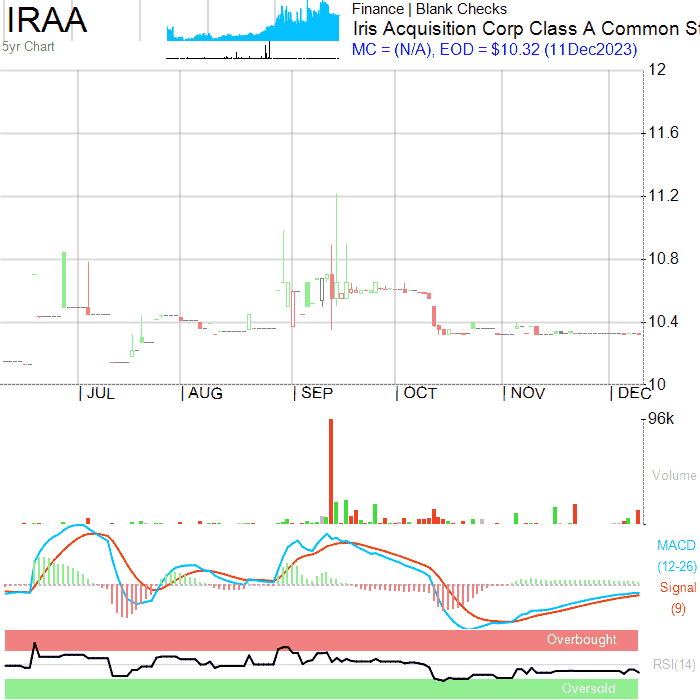 IRAA
5yr Chart
Finance | Blank Checks
Iris Acquisition Corp Class A Common St
MC = (N/A), EOD = $10.32 (11Dec2023)
12
11.6
11.2
10.8
10.4
10
| JUL | AUG | SEP | OCT | NOV | DEC
96k
Volume
MACD
(12-26)
Signal
(9)
Overbought
RSI(14)
Oversold